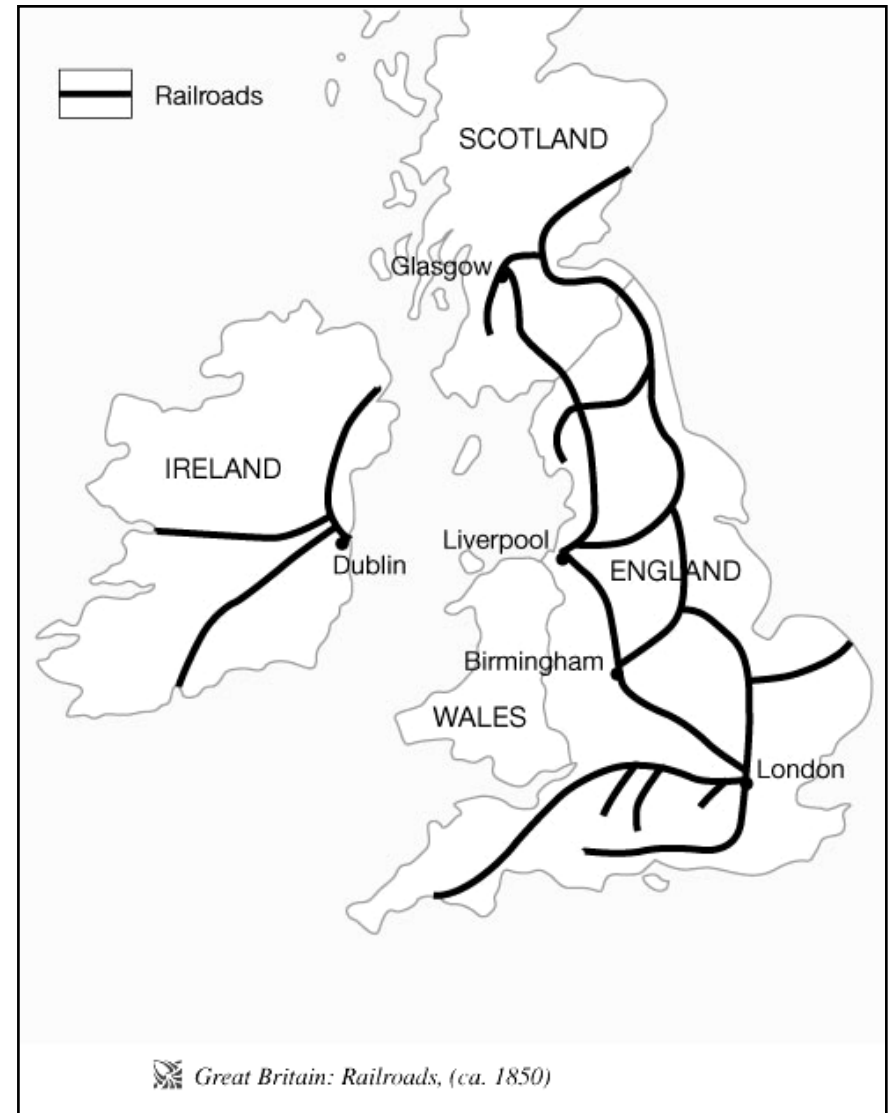 Railroads
SCOTLAND
Glasgow
IRELAND
Dublin
Liverpool
ENGLAND
Birmingham
WALES
London
Great Britain: Railroads, (ca. 1850)